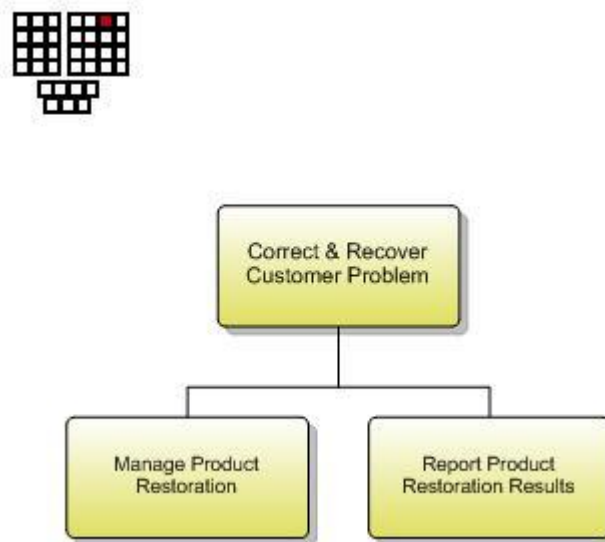 Correct & Recover
Customer Problem
Manage Product
Restoration
Report Product
Restoration Results